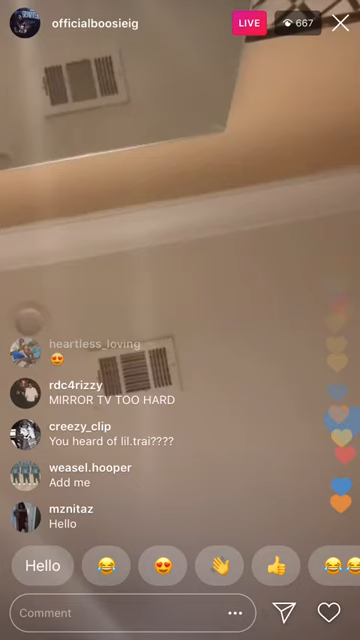 officialboosieig
LIVE
667
heartless_loving
😍
rdc4rizzy
MIRROR TV TOO HARD
creezy_clip
You heard of lil.trai????
weasel.hooper
Add me
mznitaz
Hello
Hello 😂 😍 👋 👍 😂😂
Comment